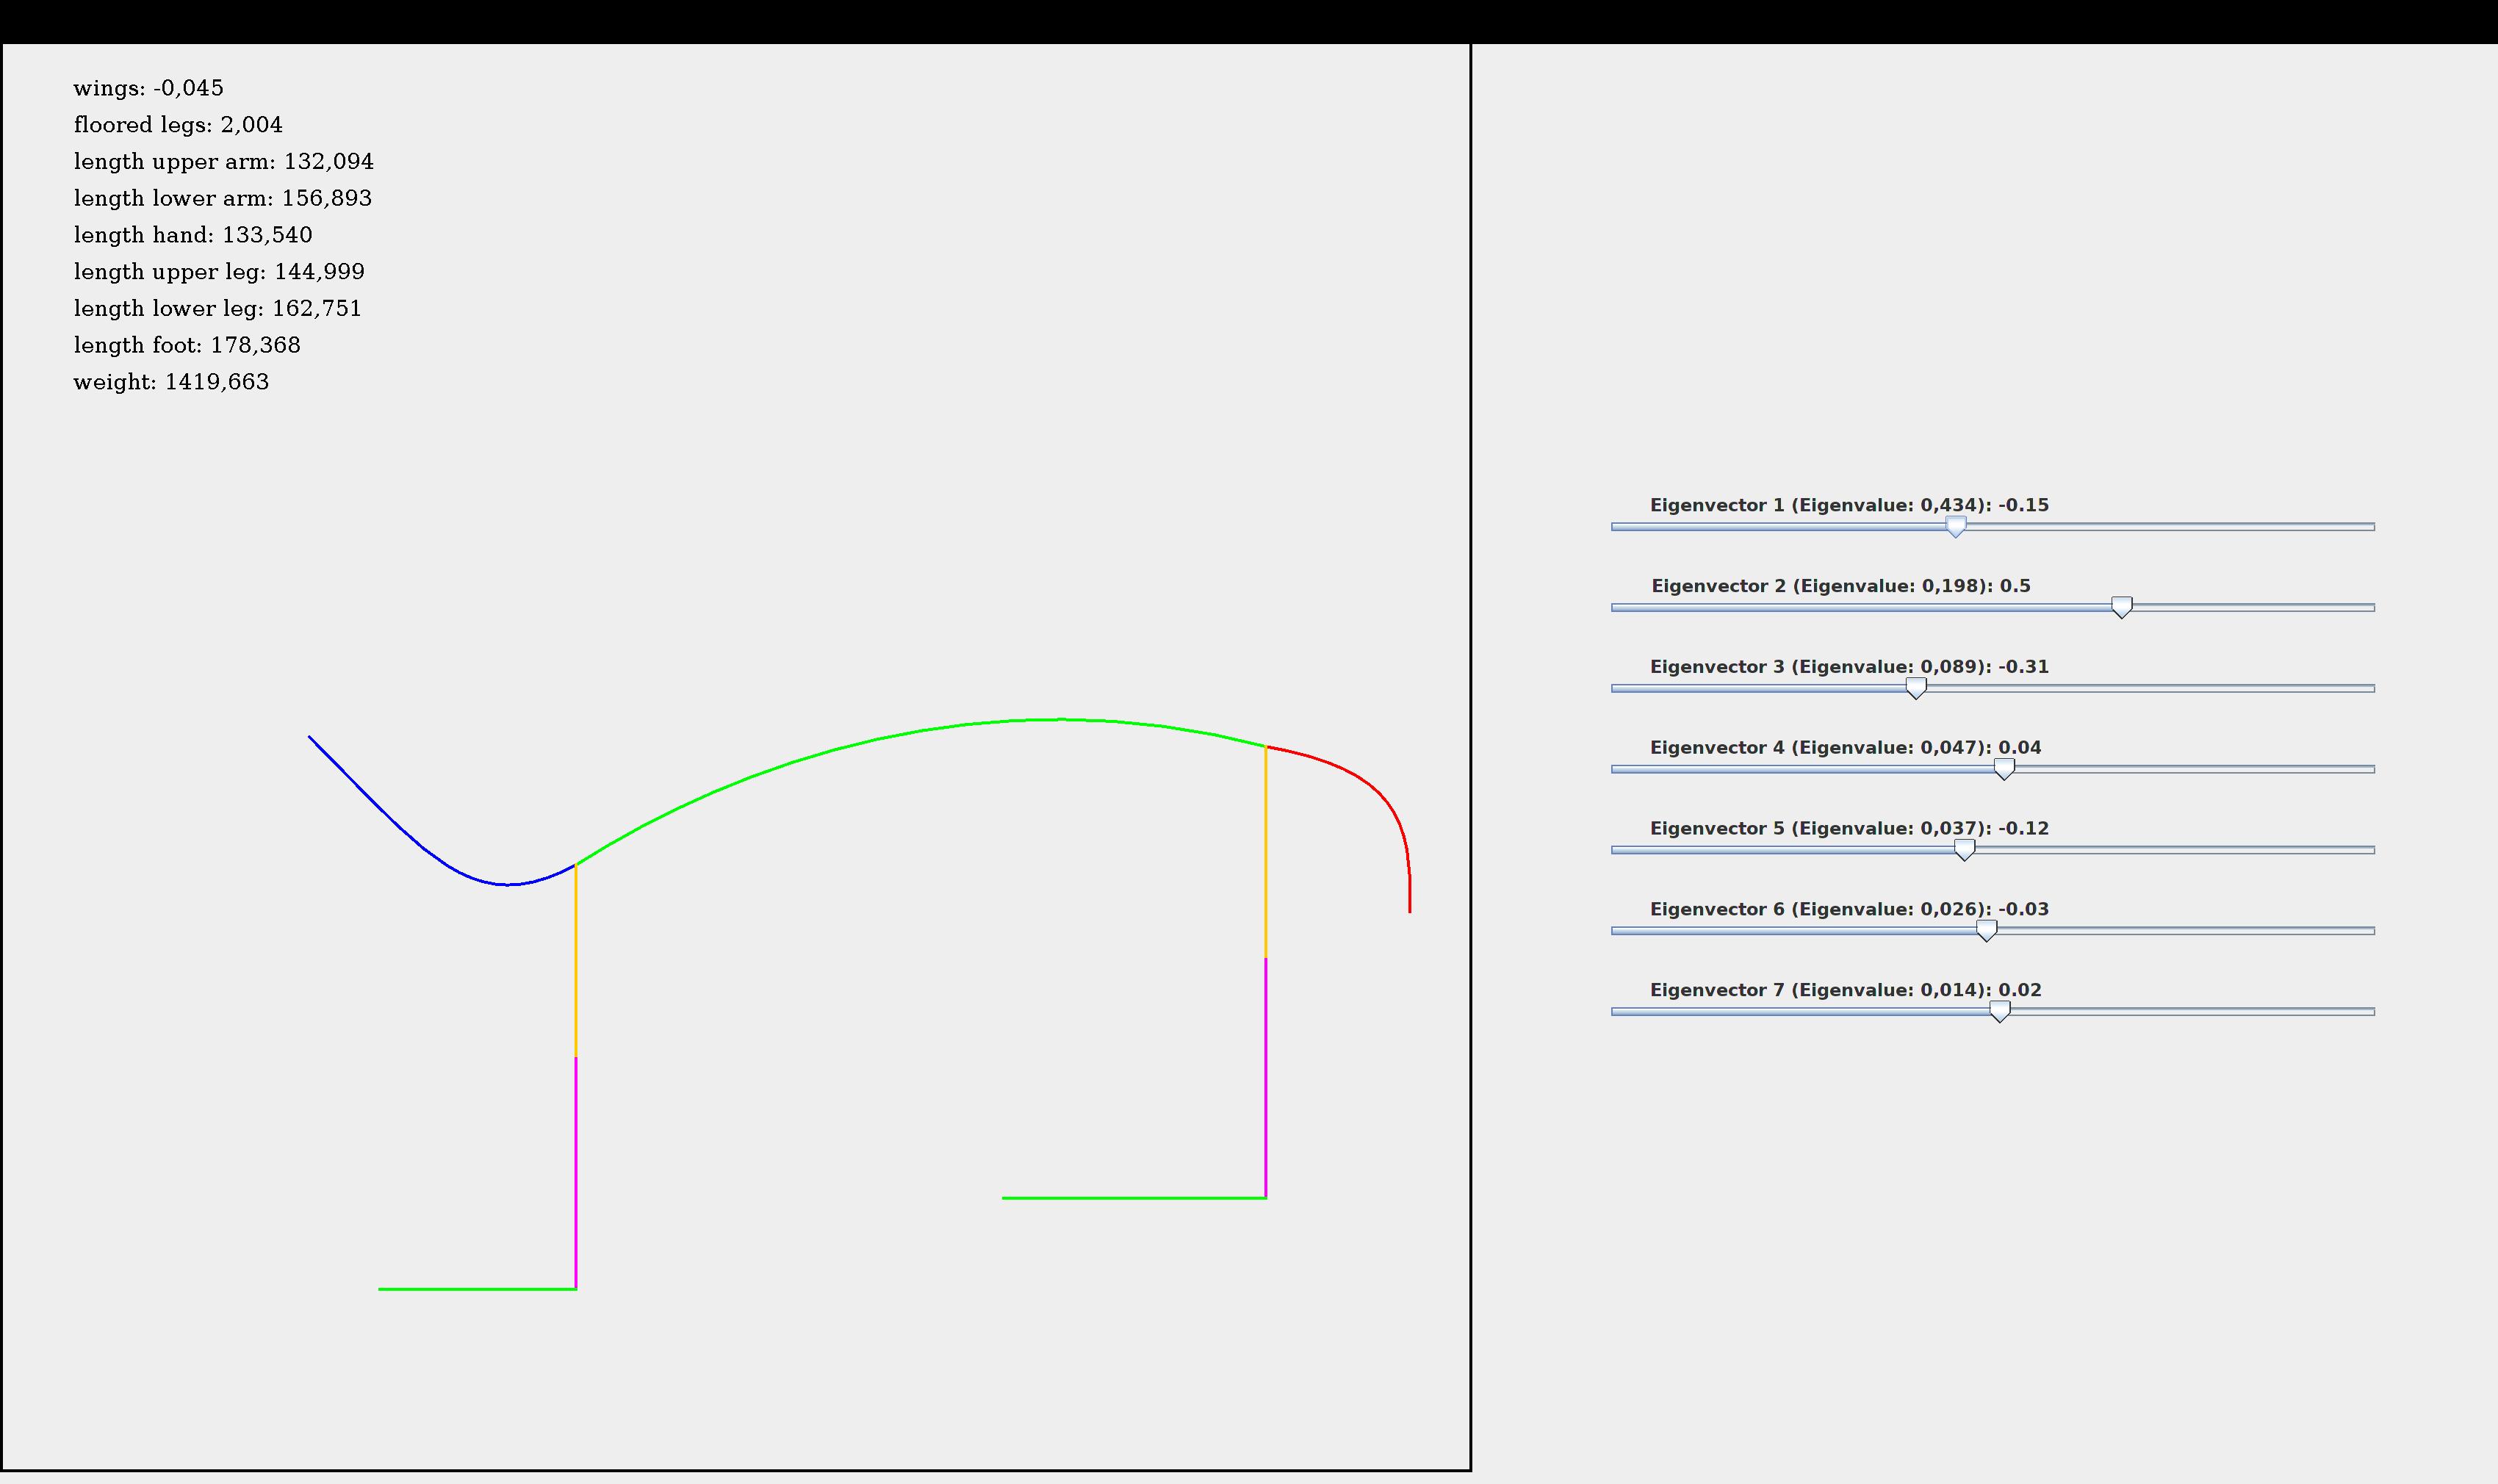 wings: -0,045
floored legs: 2,004
length upper arm: 132,094
length lower arm: 156,893
length hand: 133,540
length upper leg: 144,999
length lower leg: 162,751
length foot: 178,368
weight: 1419,663
Eigenvector 1 (Eigenvalue: 0,434): -0.15
Eigenvector 2 (Eigenvalue: 0,198): 0.5
Eigenvector 3 (Eigenvalue: 0,089): -0.31
Eigenvector 4 (Eigenvalue: 0,047): 0.04
Eigenvector 5 (Eigenvalue: 0,037): -0.12
Eigenvector 6 (Eigenvalue: 0,026): -0.03
Eigenvector 7 (Eigenvalue: 0,014): 0.02